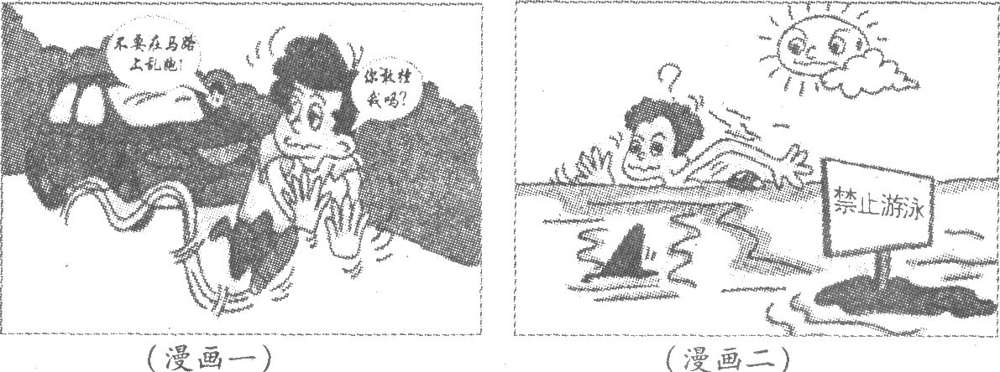 不要在马路
上乱跑!
你敢撞
我吗?
禁止游泳
(漫画一)
(漫画二)